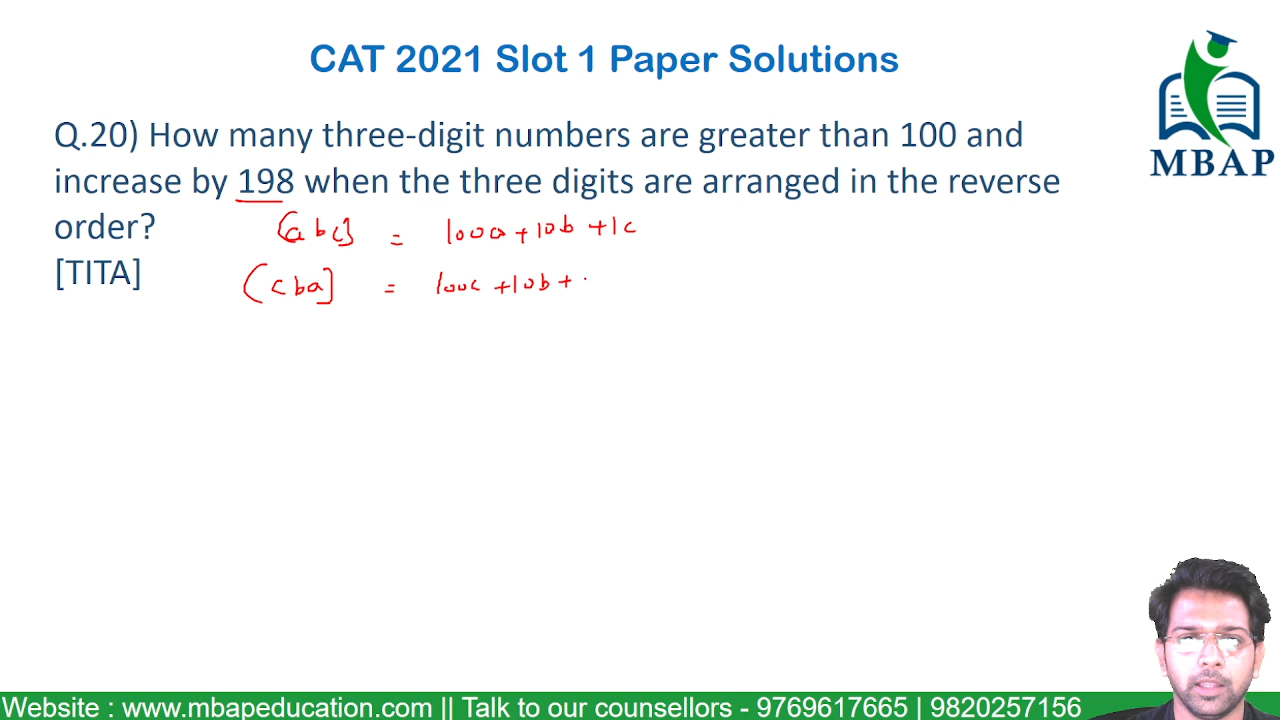 CAT 2021 Slot 1 Paper Solutions
MBAP
Q.20) How many three-digit numbers are greater than 100 and
increase by 198 when the three digits are arranged in the reverse
order?
[TITA]
{abc} = 100a + 10b + 1c
(cba] = 100c + 10b +
Website : www.mbapeducation.com || Talk to our counsellors - 9769617665 | 9820257156